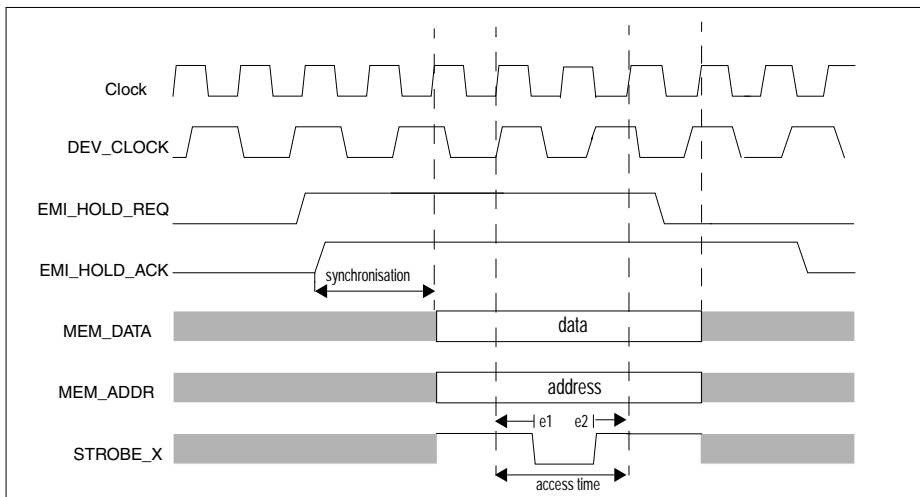 Clock
DEV_CLOCK
EMI_HOLD_REQ
EMI_HOLD_ACK
synchronisation
MEM_DATA
data
MEM_ADDR
address
e1 e2
STROBE_X
access time